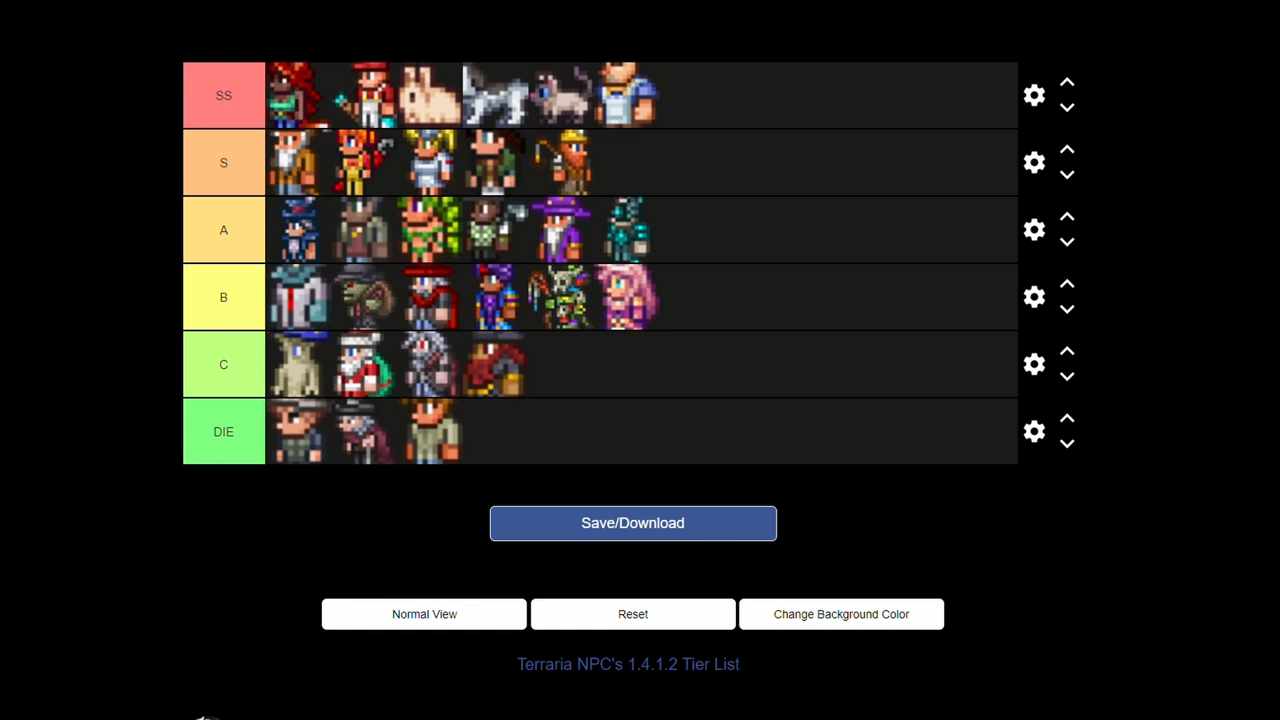 SS
S
A
B
C
DIE
Save/Download
Normal View
Reset
Change Background Color
Terraria NPC's 1.4.1.2 Tier List